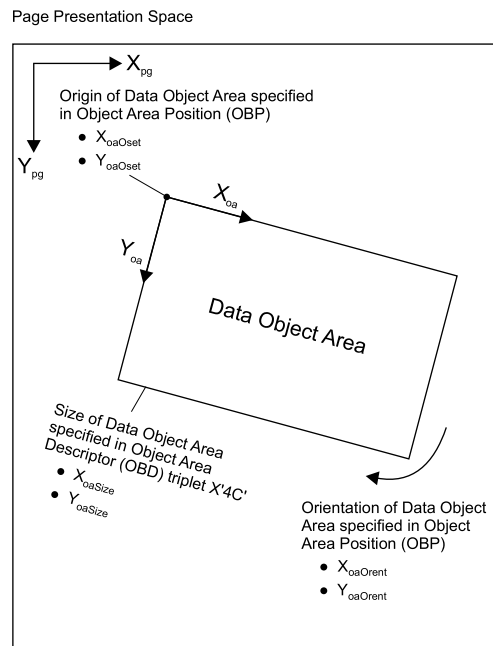 Page Presentation Space
X pg
Origin of Data Object Area specified
in Object Area Position (OBP)
● X oaOset
● Y oaOset
Y pg
X oa
Y oa
Data Object Area
Size of Data Object Area
specified in Object Area
Descriptor (OBD) triplet X'4C'
● X oaSize
● Y oaSize
Orientation of Data Object
Area specified in Object
Area Position (OBP)
● X oaOrent
● Y oaOrent